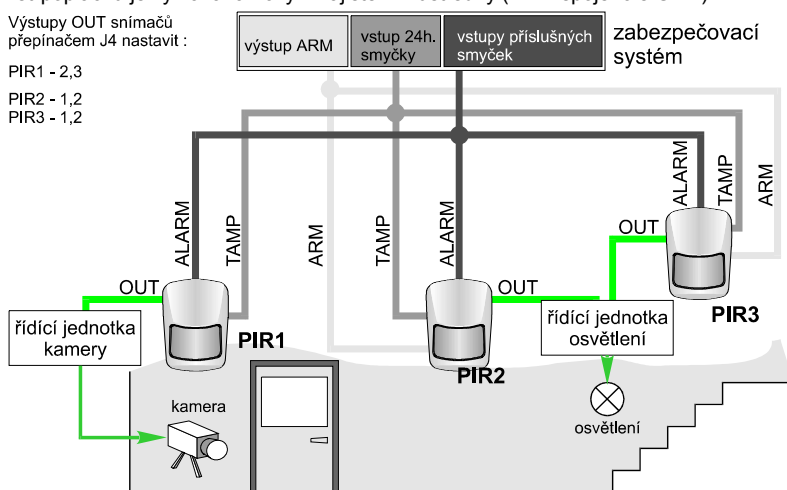 Výstupy OUT snímačů
přepínačem J4 nastavit :
PIR1 - 2,3
PIR2 - 1,2
PIR3 - 1,2
výstup ARM
vstup 24h.
smyčky
vstupy příslušných
smyček
zabezpečovací
systém
ALARM
TAMP
ARM
TAMP
ALARM
ALARM
TAMP
ARM
OUT
OUT
OUT
PIR1
PIR2
PIR3
řídící jednotka
kamery
řídící jednotka
osvětlení
kamera
osvětlení